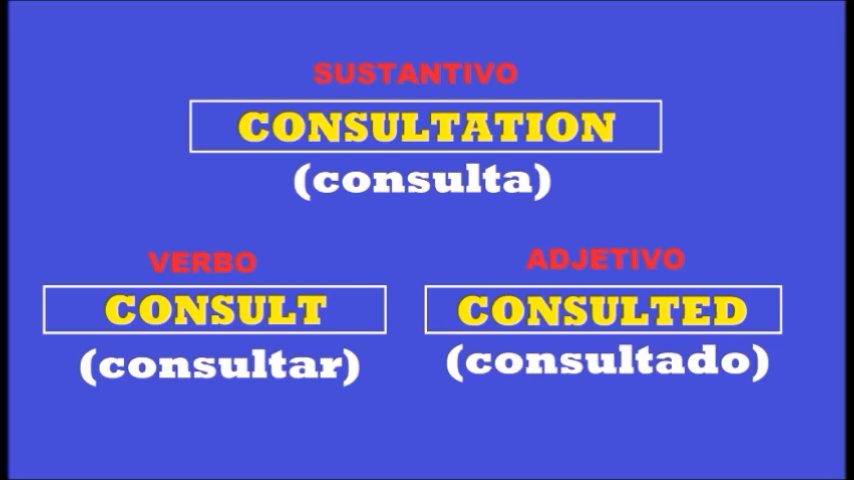 SUSTANTIVO
CONSULTATION
(consulta)
VERBO
CONSULT
(consultar)
ADJETIVO
CONSULTED
(consultado)